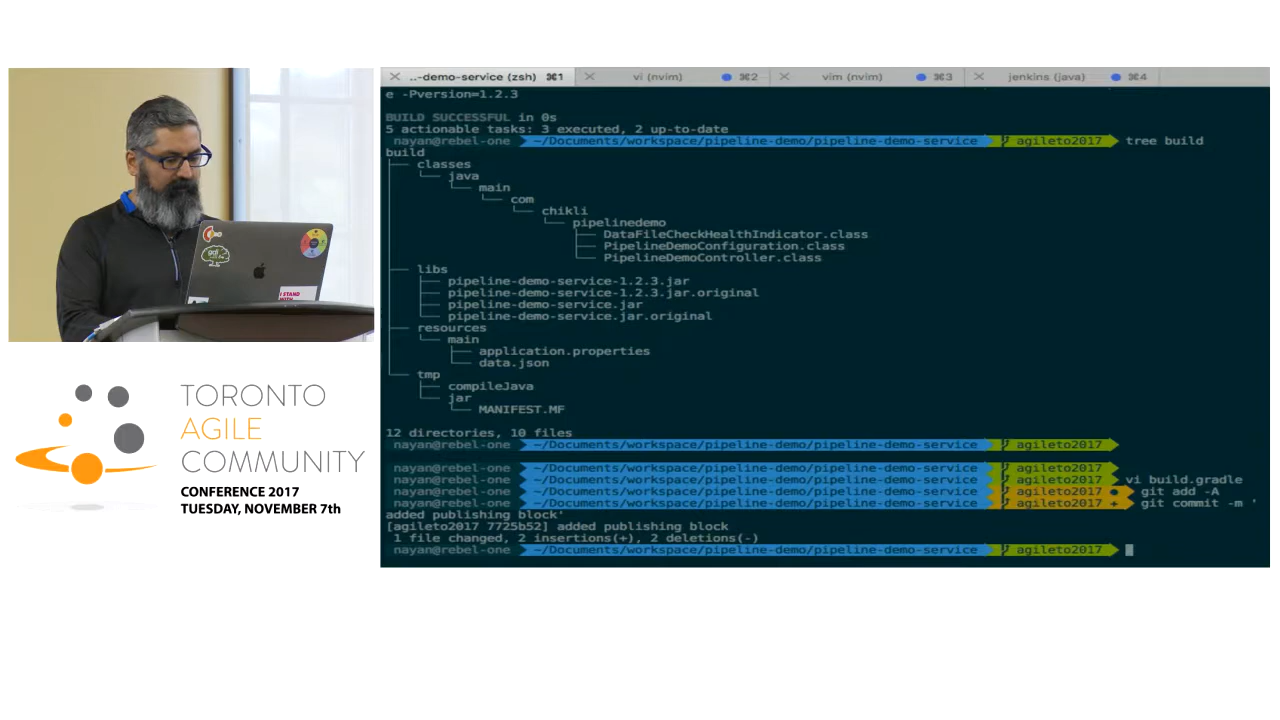 ..-demo-service (zsh) ⌘1 vi (nvim) ⌘2 vim (nvim) ⌘3 jenkins (java) ⌘4
e -Pversion=1.2.3
BUILD SUCCESSFUL in 0s
5 actionable tasks: 3 executed, 2 up-to-date
nayan@rebel-one ~/Documents/workspace/pipeline-demo/pipeline-demo-service agileto2017 tree build
build
├── classes
│   └── java
│       └── main
│           └── com
│               └── chikli
│                   └── pipelinedemo
│                       ├── DataFileCheckHealthIndicator.class
│                       ├── PipelineDemoConfiguration.class
│                       └── PipelineDemoController.class
├── libs
│   ├── pipeline-demo-service-1.2.3.jar
│   ├── pipeline-demo-service-1.2.3.jar.original
│   ├── pipeline-demo-service.jar
│   └── pipeline-demo-service.jar.original
├── resources
│   └── main
│       ├── application.properties
│       └── data.json
└── tmp
    ├── compileJava
    └── jar
        └── MANIFEST.MF
12 directories, 10 files
nayan@rebel-one ~/Documents/workspace/pipeline-demo/pipeline-demo-service agileto2017
nayan@rebel-one ~/Documents/workspace/pipeline-demo/pipeline-demo-service agileto2017
nayan@rebel-one ~/Documents/workspace/pipeline-demo/pipeline-demo-service agileto2017 vi build.gradle
nayan@rebel-one ~/Documents/workspace/pipeline-demo/pipeline-demo-service agileto2017 ● git add -A
nayan@rebel-one ~/Documents/workspace/pipeline-demo/pipeline-demo-service agileto2017 + git commit -m '
added publishing block'
[agileto2017 7725b52] added publishing block
1 file changed, 2 insertions(+), 2 deletions(-)
nayan@rebel-one ~/Documents/workspace/pipeline-demo/pipeline-demo-service agileto2017
I STAND
WITH
TORONTO
AGILE
COMMUNITY
CONFERENCE 2017
TUESDAY, NOVEMBER 7th